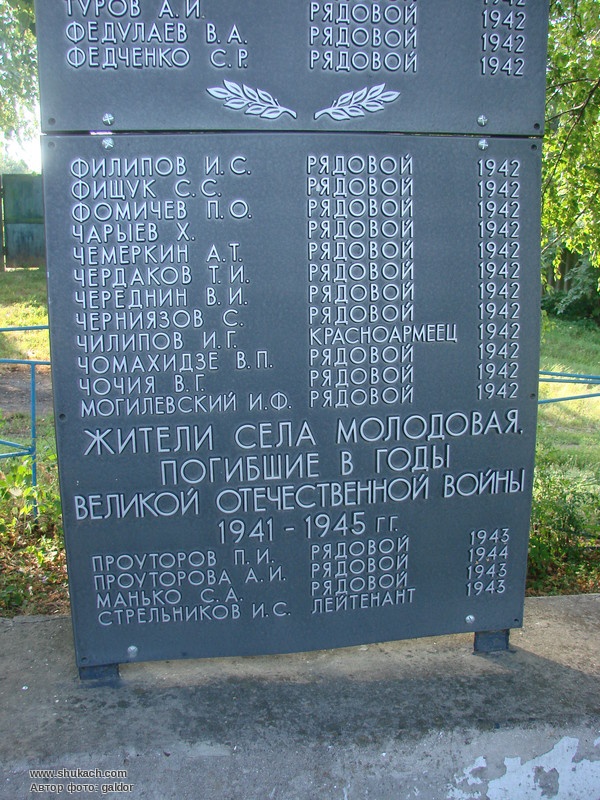 ТУРОВ А.И. РЯДОВОЙ 1942
ФЕДУЛАЕВ В.А. РЯДОВОЙ 1942
ФЕДЧЕНКО С.Р. РЯДОВОЙ 1942
ФИЛИПОВ И.С. РЯДОВОЙ 1942
ФИЩУК С.С. РЯДОВОЙ 1942
ФОМИЧЕВ П.О. РЯДОВОЙ 1942
ЧАРЫЕВ Х. РЯДОВОЙ 1942
ЧЕМЕРКИН А.Т. РЯДОВОЙ 1942
ЧЕРДАКОВ Т.И. РЯДОВОЙ 1942
ЧЕРЕДНИН В.И. РЯДОВОЙ 1942
ЧЕРНИЯЗОВ С. РЯДОВОЙ 1942
ЧИЛИПОВ И.Г. КРАСНОАРМЕЕЦ 1942
ЧОМАХИДЗЕ В.П. РЯДОВОЙ 1942
ЧОЧИЯ В.Г. РЯДОВОЙ 1942
МОГИЛЕВСКИЙ И.Ф. РЯДОВОЙ 1942
ЖИТЕЛИ СЕЛА МОЛОДОВАЯ,
ПОГИБШИЕ В ГОДЫ
ВЕЛИКОЙ ОТЕЧЕСТВЕННОЙ ВОЙНЫ
1941 - 1945 ГГ.
ПРОУТОРОВ П.И. РЯДОВОЙ 1943
ПРОУТОРОВА А.И. РЯДОВОЙ 1944
МАНЬКО С.А. РЯДОВОЙ 1943
СТРЕЛЬНИКОВ И.С. ЛЕЙТЕНАНТ 1943
www.shukach.com
Автор фото: galdor